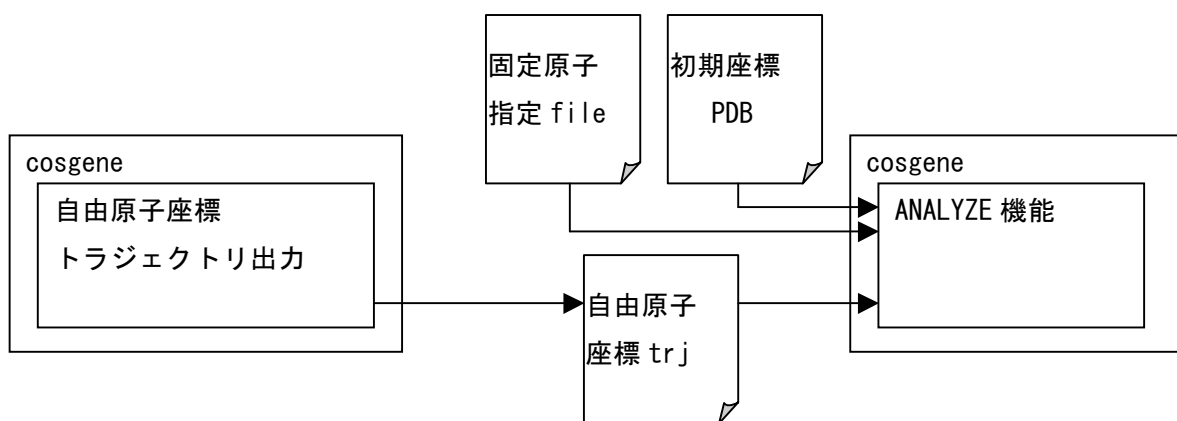 固定原子
指定 file
初期座標
PDB
cosgene
自由原子座標
トラジェクトリ出力
cosgene
ANALYZE 機能
自由原子
座標 trj